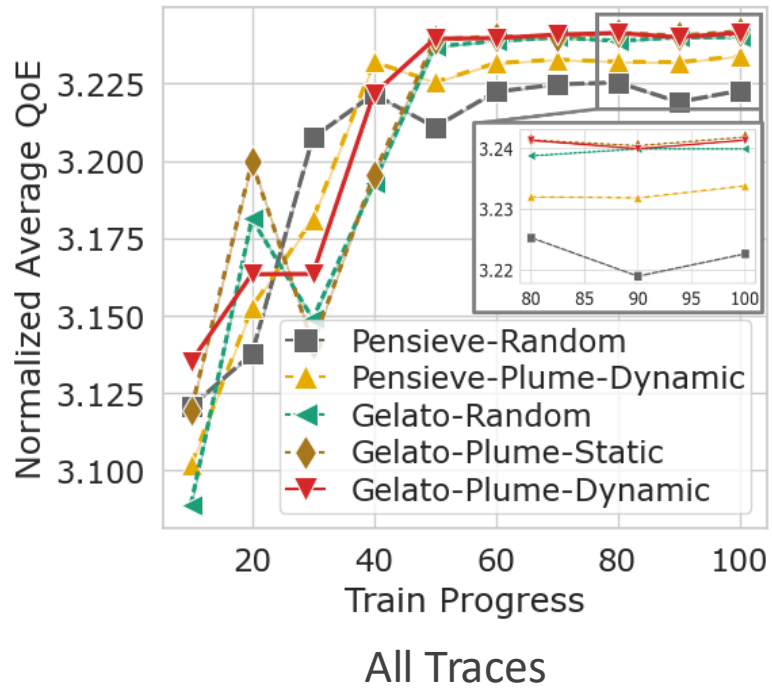 Normalized Average QoE
3.225
3.200
3.175
3.150
3.125
3.100
3.24
3.23
3.22
80 85 90 95 100
Pensieve-Random
Pensieve-Plume-Dynamic
Gelato-Random
Gelato-Plume-Static
Gelato-Plume-Dynamic
20 40 60 80 100
Train Progress
All Traces